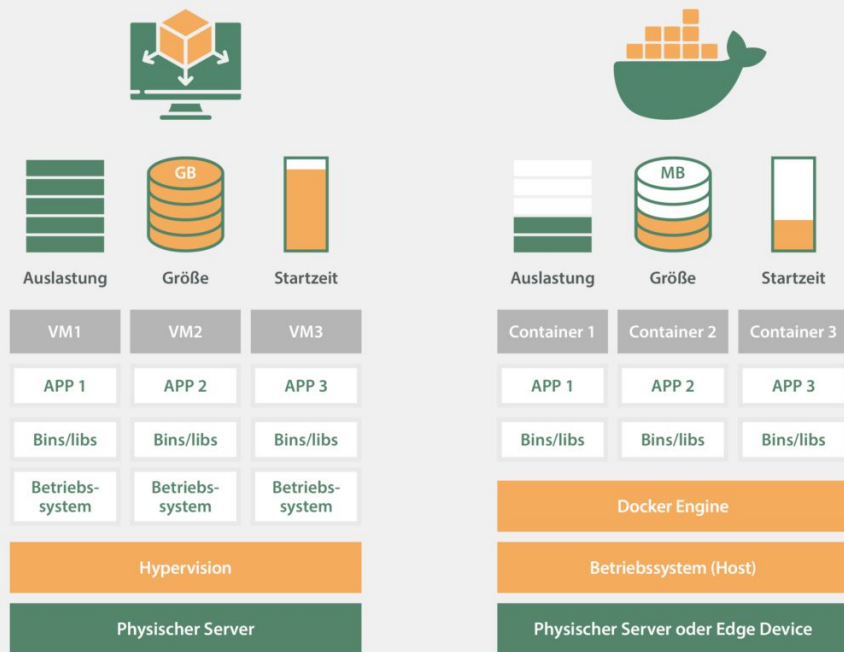 GB
MB
Auslastung Größe Startzeit
Auslastung Größe Startzeit
VM1 VM2 VM3
Container 1 Container 2 Container 3
APP 1 APP 2 APP 3
APP 1 APP 2 APP 3
Bins/libs Bins/libs Bins/libs
Bins/libs Bins/libs Bins/libs
Betriebs- Betriebs- Betriebs-
system system system
Docker Engine
Hypervision
Betriebssystem (Host)
Physischer Server
Physischer Server oder Edge Device